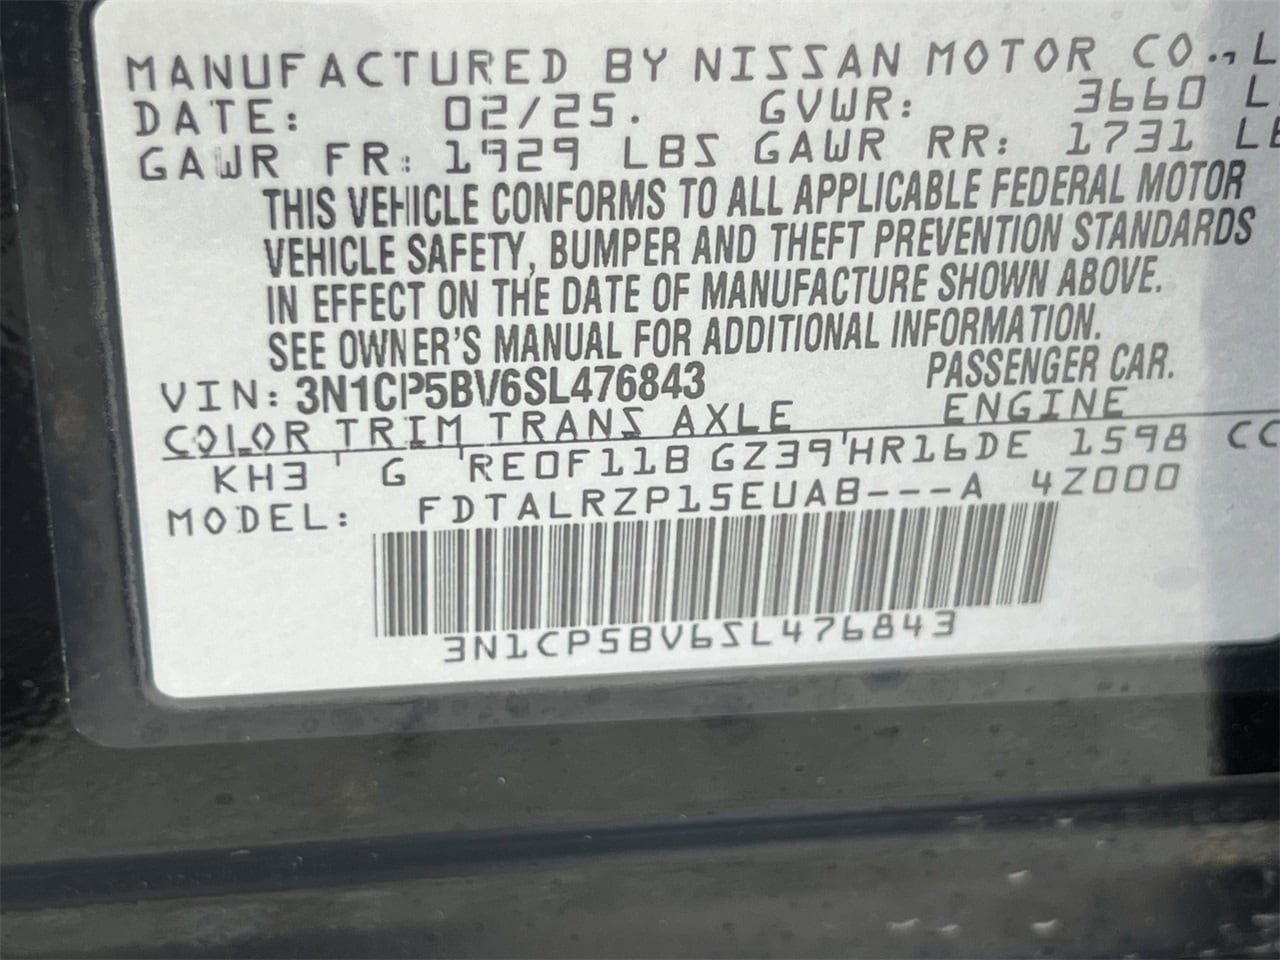 MANUFACTURED BY NISSAN MOTOR CO., L
DATE: 02/25. GVWR: 3660 L
GAWR FR: 1929 LBS GAWR RR: 1731 LB
THIS VEHICLE CONFORMS TO ALL APPLICABLE FEDERAL MOTOR
VEHICLE SAFETY, BUMPER AND THEFT PREVENTION STANDARDS
IN EFFECT ON THE DATE OF MANUFACTURE SHOWN ABOVE.
SEE OWNER'S MANUAL FOR ADDITIONAL INFORMATION.
VIN: 3N1CP5BV6SL476843 PASSENGER CAR.
COLOR TRIM TRANS AXLE ENGINE
KH3 ' G 'RE0F11B GZ39'HR16DE 1598 CC
MODEL: FDTALRZP15EUAB---A 4Z000
3N1CP5BV6SL476843